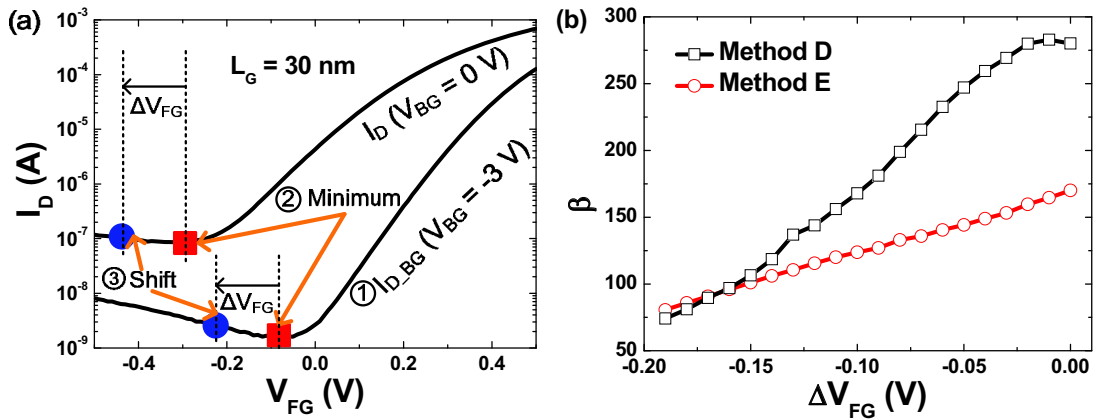 (a)
L_G = 30 nm
ΔV_FG
I_D (V_BG = 0 V)
② Minimum
③ Shift
ΔV_FG
① I_D_BG (V_BG = -3 V)
10^-3
10^-4
10^-5
10^-6
10^-7
10^-8
10^-9
I_D (A)
-0.4 -0.2 0.0 0.2 0.4
V_FG (V)
(b)
Method D
Method E
300
250
200
150
100
50
β
-0.20 -0.15 -0.10 -0.05 0.00
ΔV_FG (V)